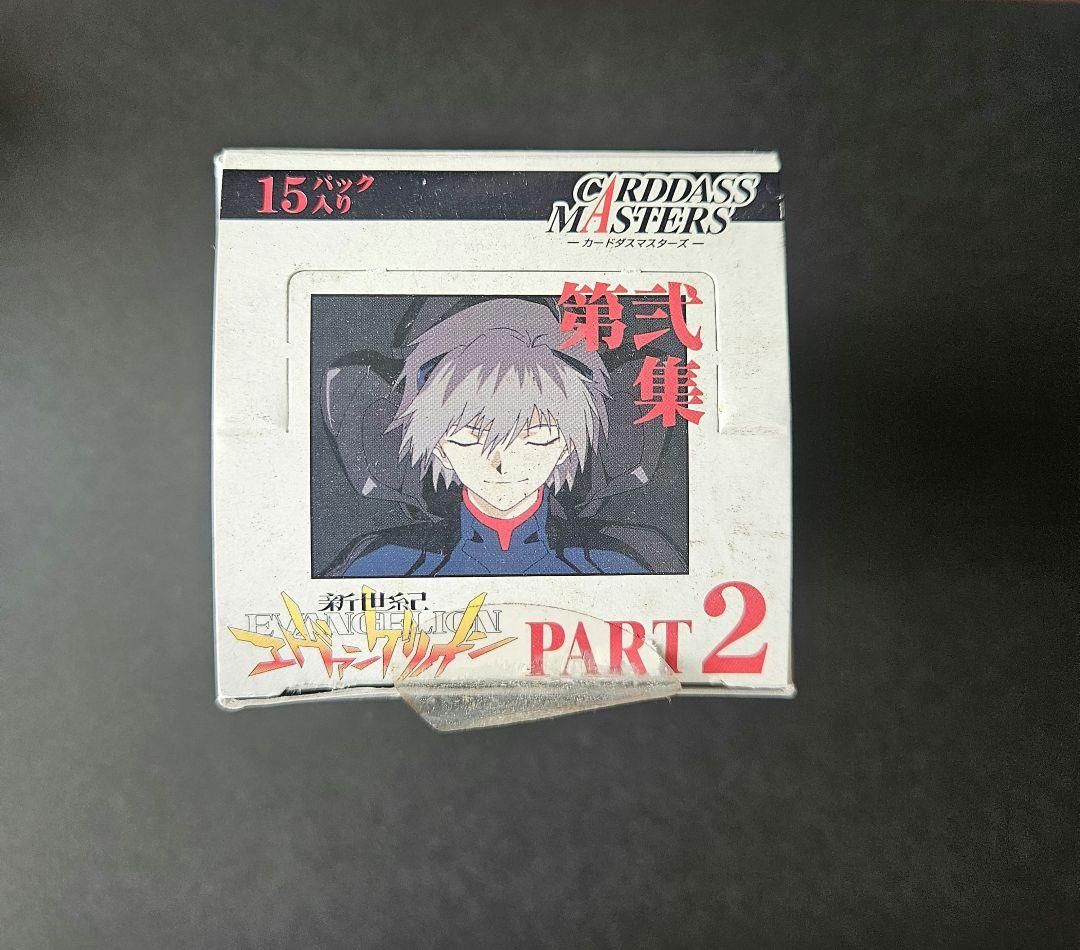 15パック入り
CARDDASS
MASTERS
ーカードダスマスターズー
第弐集
新世紀
EVANGELION
エヴァンゲリオン
PART 2